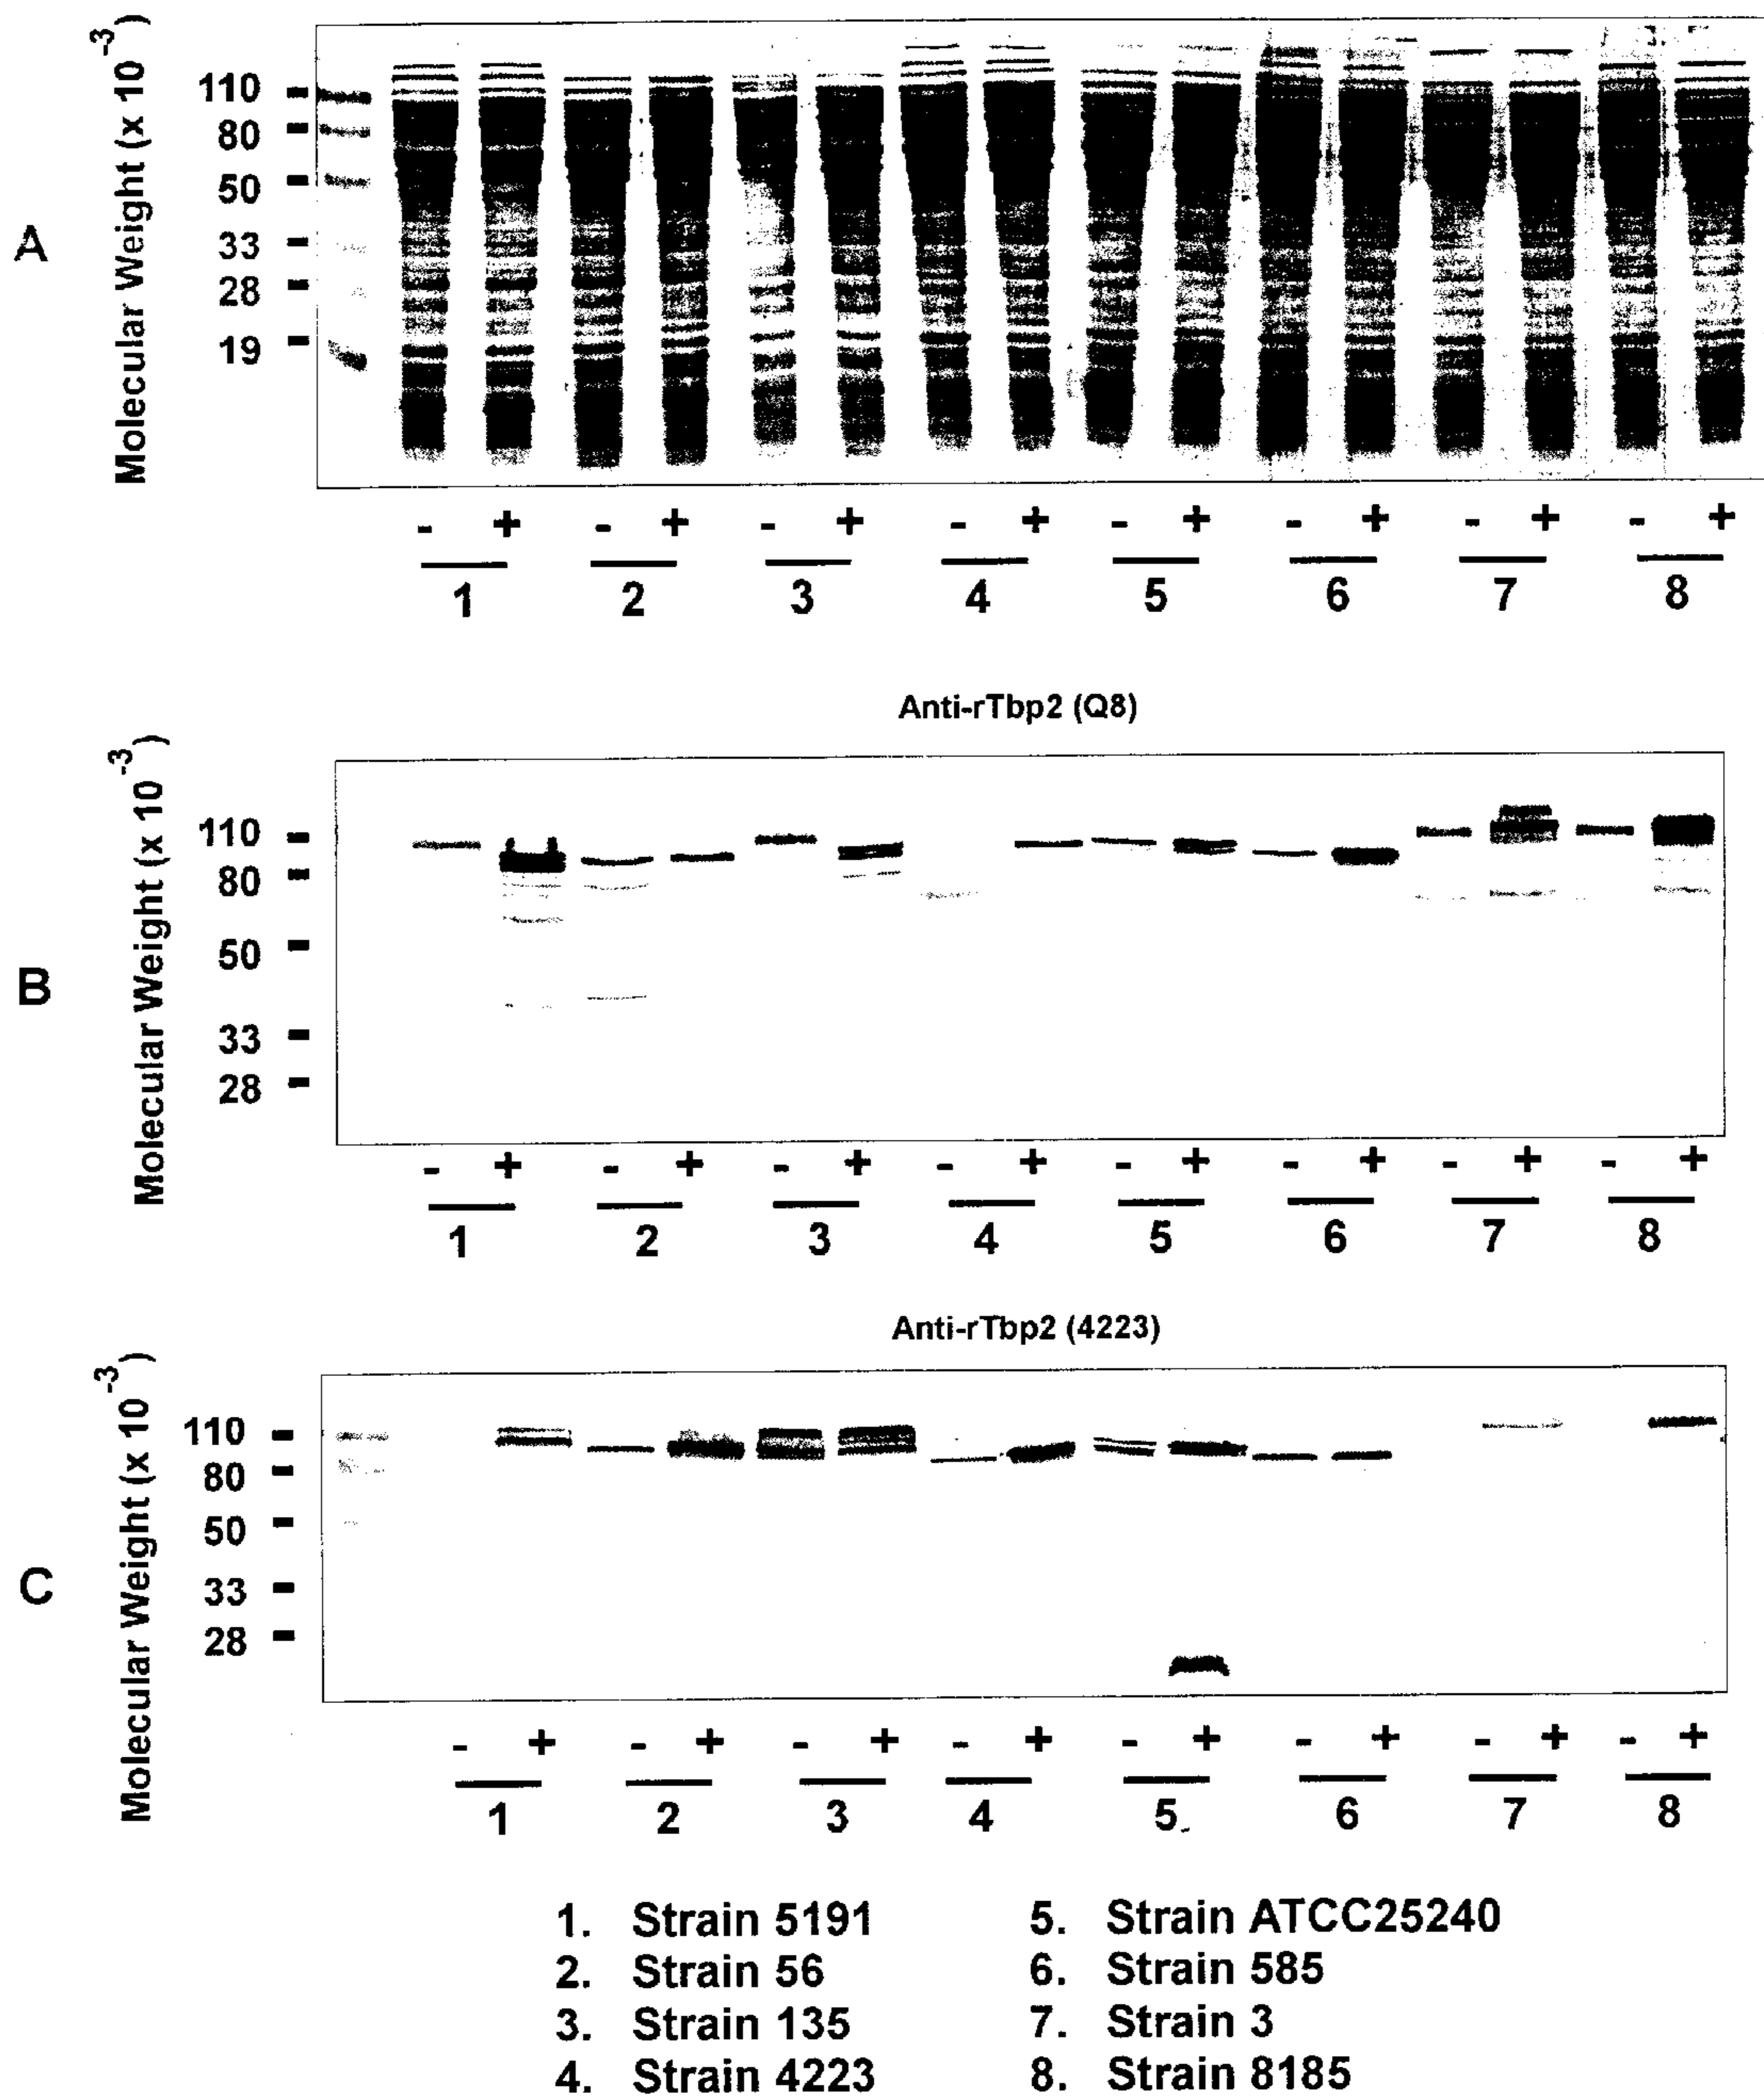 A
Molecular Weight (x 10⁻³)
110
80
50
33
28
19
- + - + - + - + - + - + - + - +
1 2 3 4 5 6 7 8
Anti-rTbp2 (Q8)
B
Molecular Weight (x 10⁻³)
110
80
50
33
28
- + - + - + - + - + - + - + - +
1 2 3 4 5 6 7 8
Anti-rTbp2 (4223)
C
Molecular Weight (x 10⁻³)
110
80
50
33
28
- + - + - + - + - + - + - + - +
1 2 3 4 5 6 7 8
1. Strain 5191
2. Strain 56
3. Strain 135
4. Strain 4223
5. Strain ATCC25240
6. Strain 585
7. Strain 3
8. Strain 8185